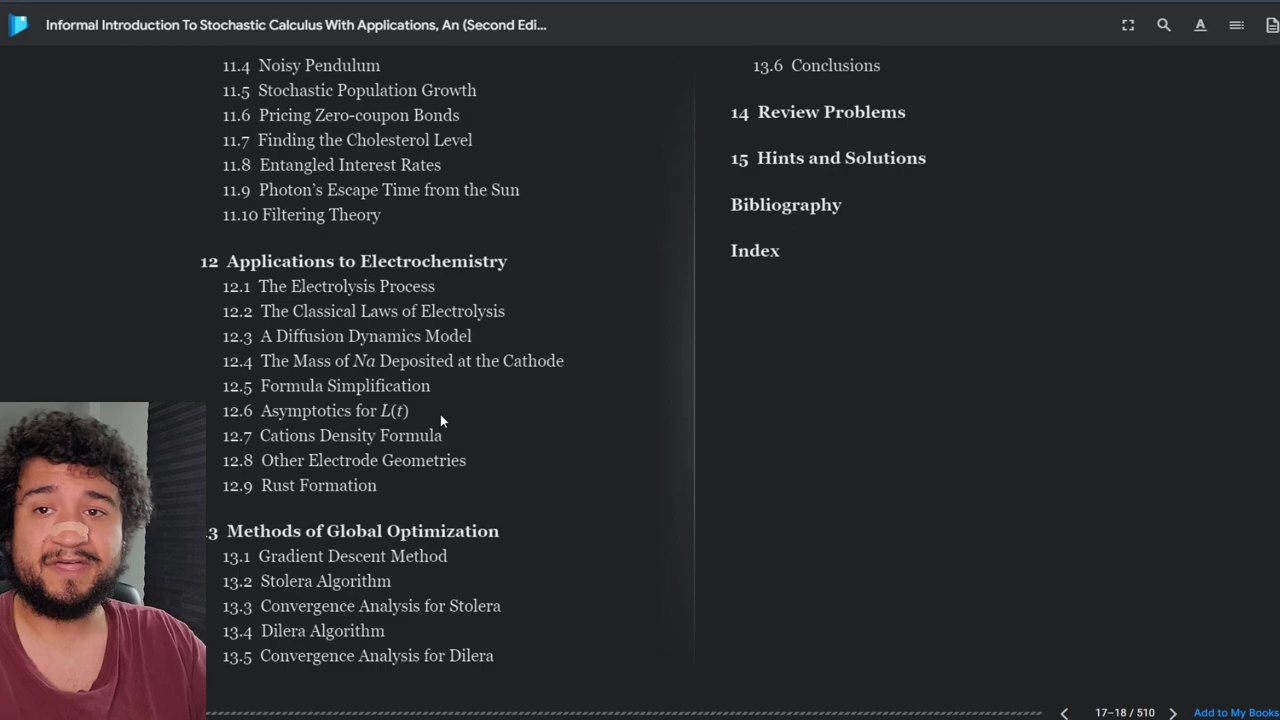 Informal Introduction To Stochastic Calculus With Applications, An (Second Edi...
11.4 Noisy Pendulum
11.5 Stochastic Population Growth
11.6 Pricing Zero-coupon Bonds
11.7 Finding the Cholesterol Level
11.8 Entangled Interest Rates
11.9 Photon's Escape Time from the Sun
11.10 Filtering Theory
12 Applications to Electrochemistry
12.1 The Electrolysis Process
12.2 The Classical Laws of Electrolysis
12.3 A Diffusion Dynamics Model
12.4 The Mass of Na Deposited at the Cathode
12.5 Formula Simplification
12.6 Asymptotics for L(t)
12.7 Cations Density Formula
12.8 Other Electrode Geometries
12.9 Rust Formation
3 Methods of Global Optimization
13.1 Gradient Descent Method
13.2 Stolera Algorithm
13.3 Convergence Analysis for Stolera
13.4 Dilera Algorithm
13.5 Convergence Analysis for Dilera
13.6 Conclusions
14 Review Problems
15 Hints and Solutions
Bibliography
Index
17–18 / 510
Add to My Books